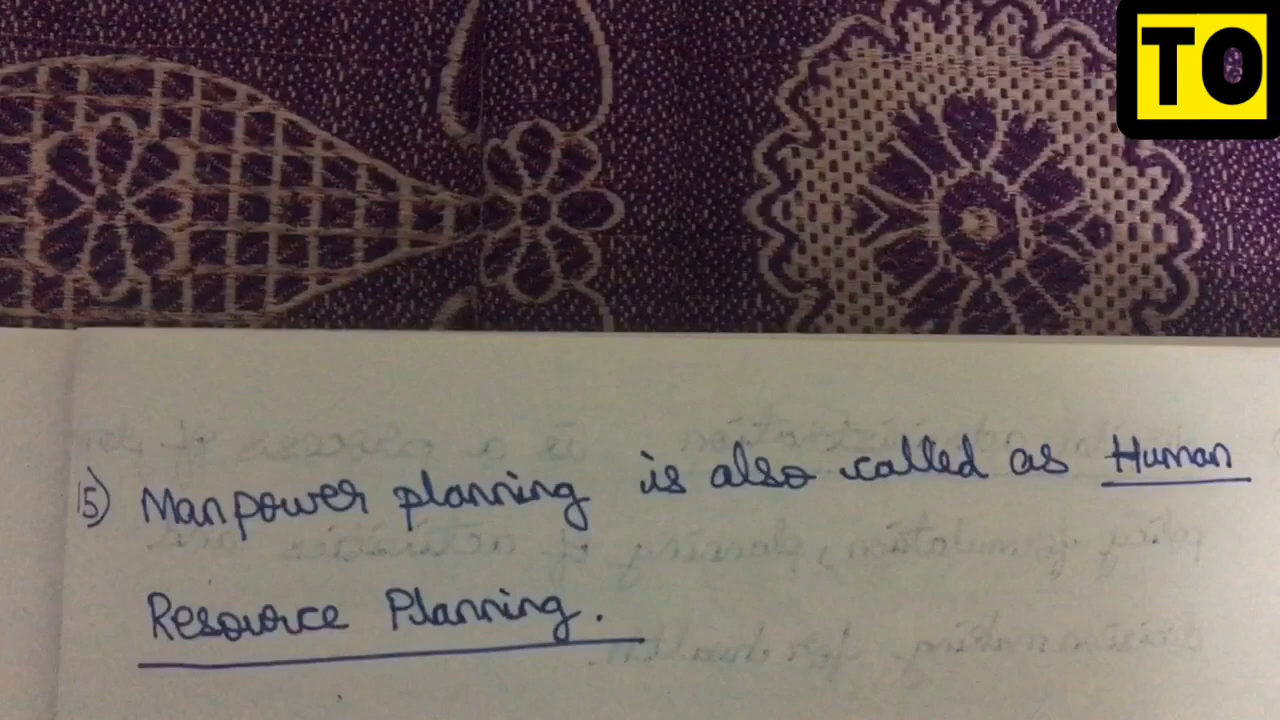 TO
15) Manpower planning is also called as Human
Resource Planning.